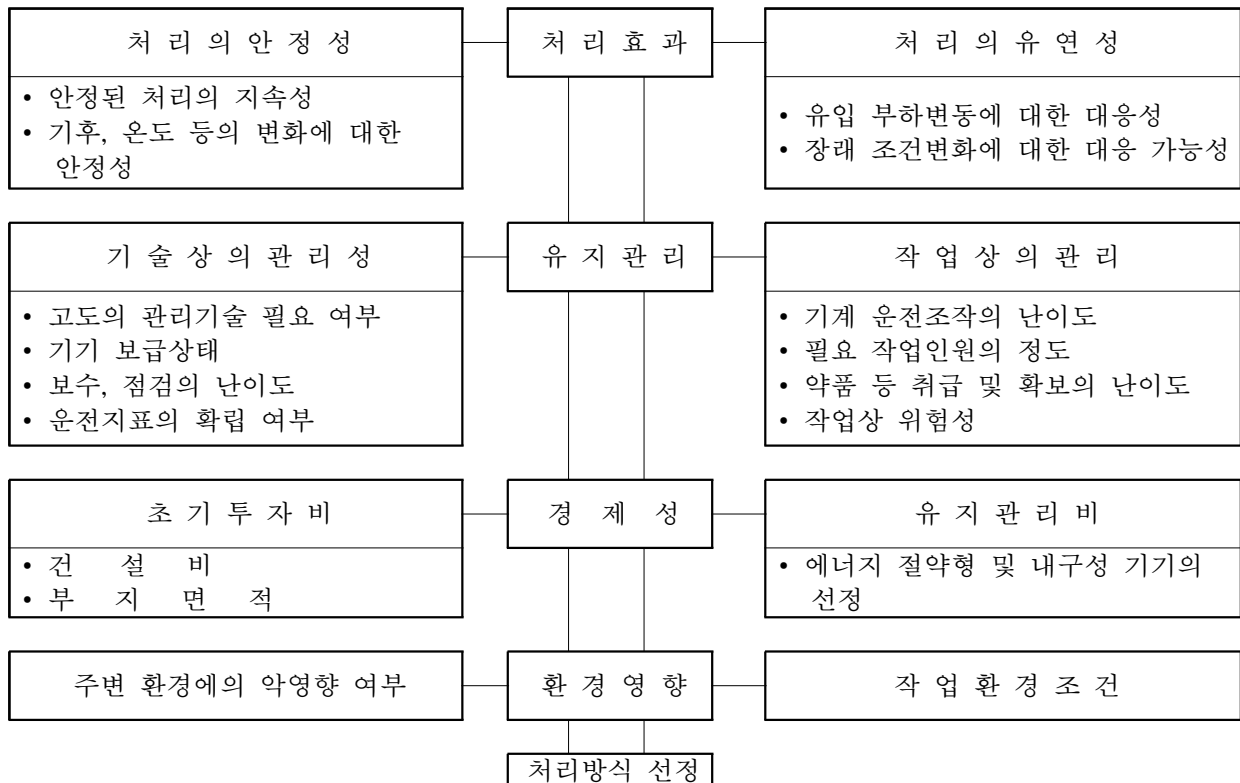 처 리 의 안 정 성
• 안정된 처리의 지속성
• 기후, 온도 등의 변화에 대한
안정성
처 리 효 과
처 리 의 유 연 성
• 유입 부하변동에 대한 대응성
• 장래 조건변화에 대한 대응 가능성
기 술 상 의 관 리 성
• 고도의 관리기술 필요 여부
• 기기 보급상태
• 보수, 점검의 난이도
• 운전지표의 확립 여부
유 지 관 리
작 업 상 의 관 리
• 기계 운전조작의 난이도
• 필요 작업인원의 정도
• 약품 등 취급 및 확보의 난이도
• 작업상 위험성
초 기 투 자 비
• 건 설 비
• 부 지 면 적
경 제 성
유 지 관 리 비
• 에너지 절약형 및 내구성 기기의
선정
주변 환경에의 악영향 여부
환 경 영 향
작 업 환 경 조 건
처리방식 선정